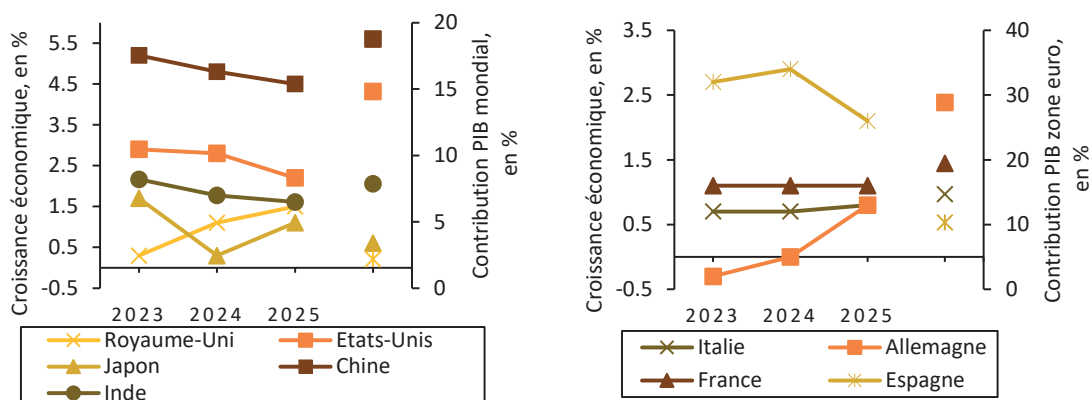 Croissance économique, en %
5.5
4.5
3.5
2.5
1.5
0.5
-0.5
2023 2024 2025
20
15
10
5
0
Contribution PIB mondial,
en %
Royaume-Uni
Etats-Unis
Japon
Chine
Inde
Croissance économique, en %
3.5
2.5
1.5
0.5
-0.5
2023 2024 2025
40
30
20
10
0
Contribution PIB zone euro,
en %
Italie
Allemagne
France
Espagne